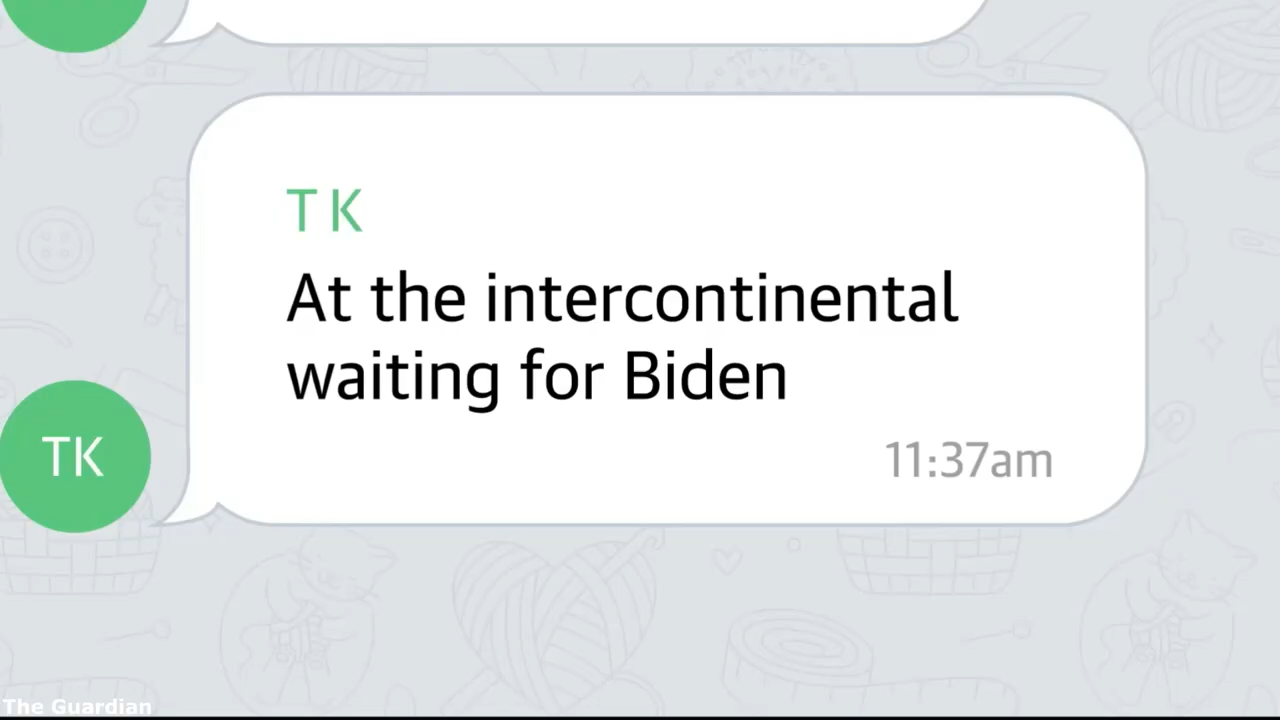 T K
At the intercontinental
waiting for Biden
11:37am
TK
The Guardian